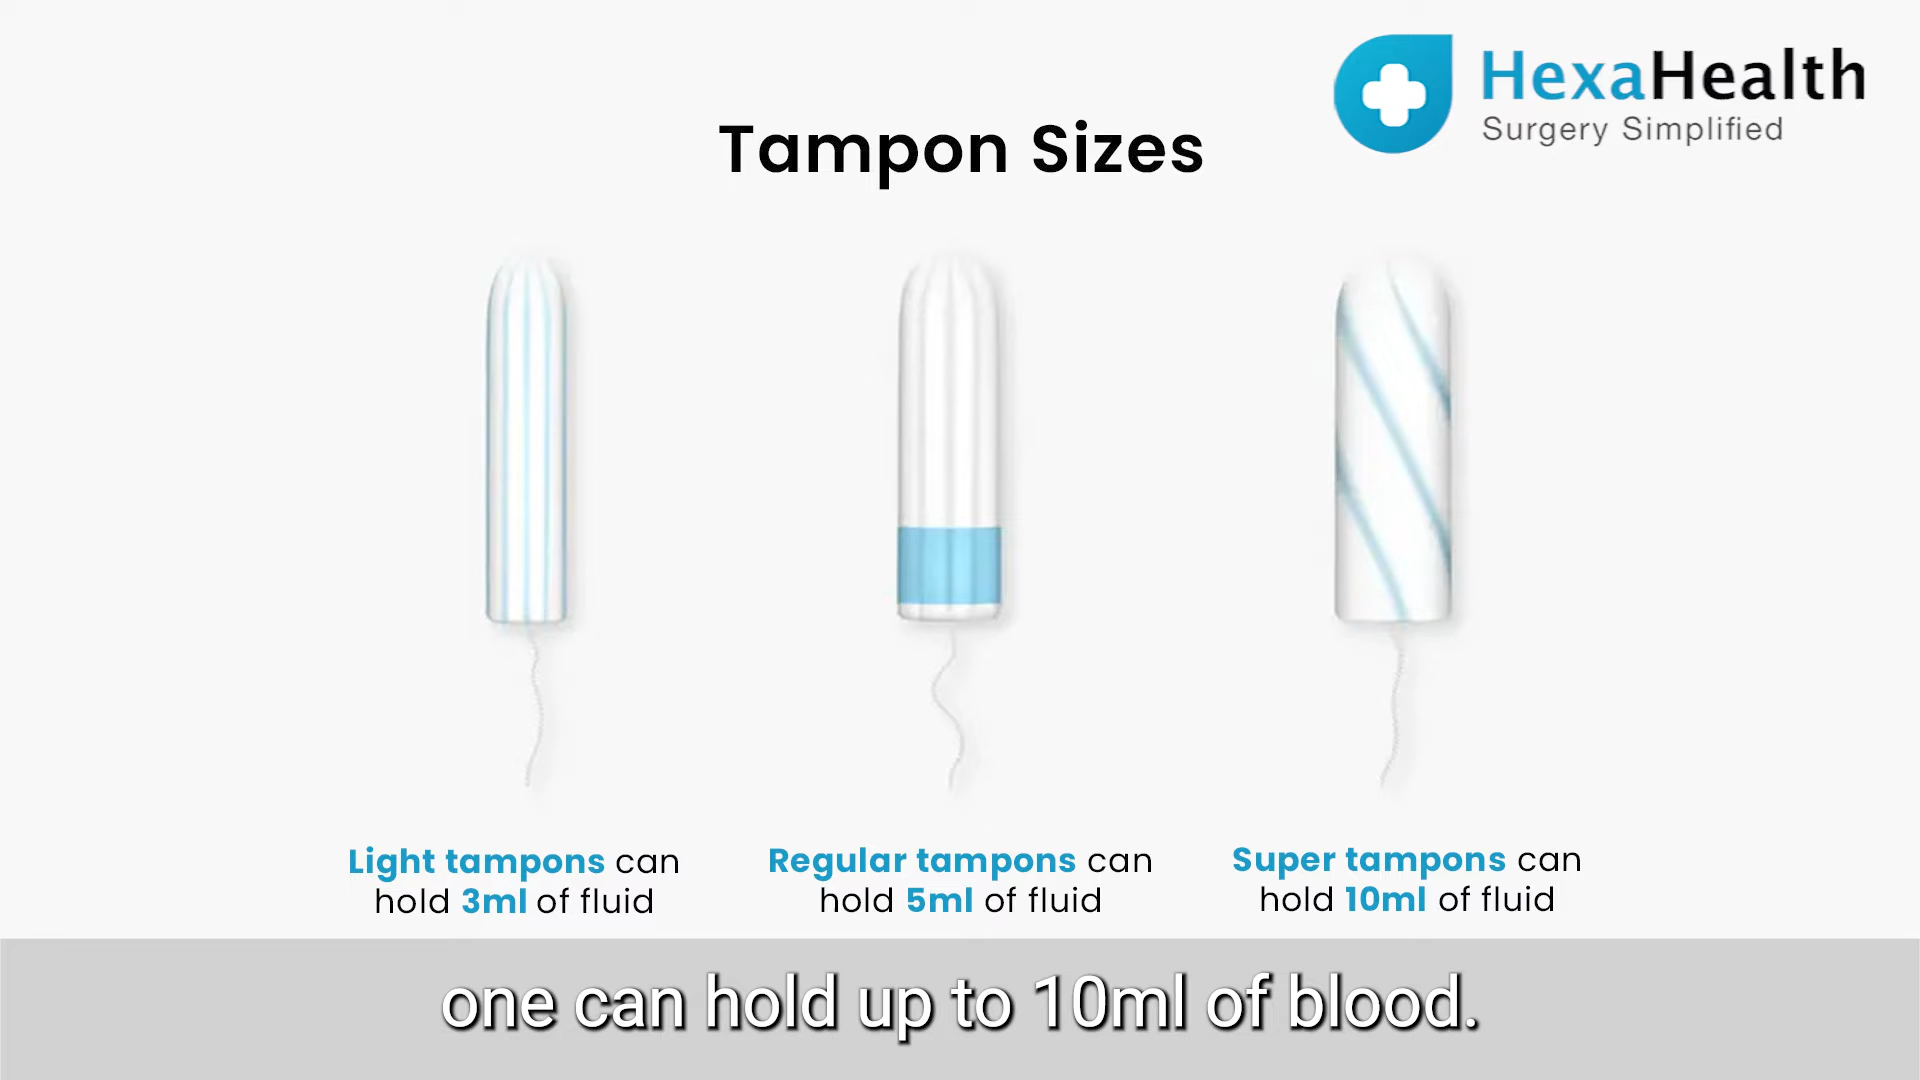 HexaHealth
Surgery Simplified
Tampon Sizes
Light tampons can
hold 3ml of fluid
Regular tampons can
hold 5ml of fluid
Super tampons can
hold 10ml of fluid
one can hold up to 10ml of blood.